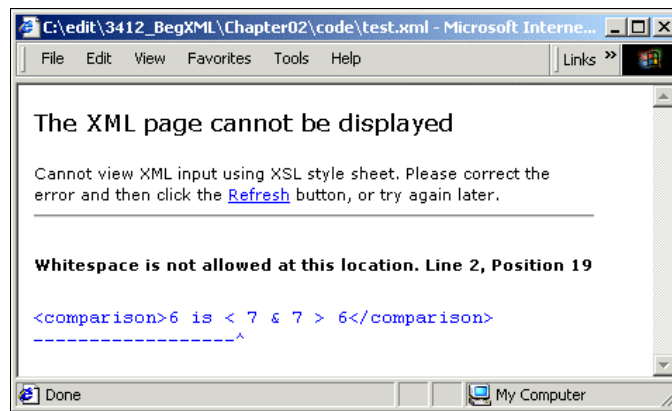 C:\edit\3412_BegXML\Chapter02\code\test.xml - Microsoft Interne...
File Edit View Favorites Tools Help Links »
The XML page cannot be displayed
Cannot view XML input using XSL style sheet. Please correct the
error and then click the Refresh button, or try again later.
Whitespace is not allowed at this location. Line 2, Position 19
<comparison>6 is < 7 & 7 > 6</comparison>
------------------^
Done My Computer